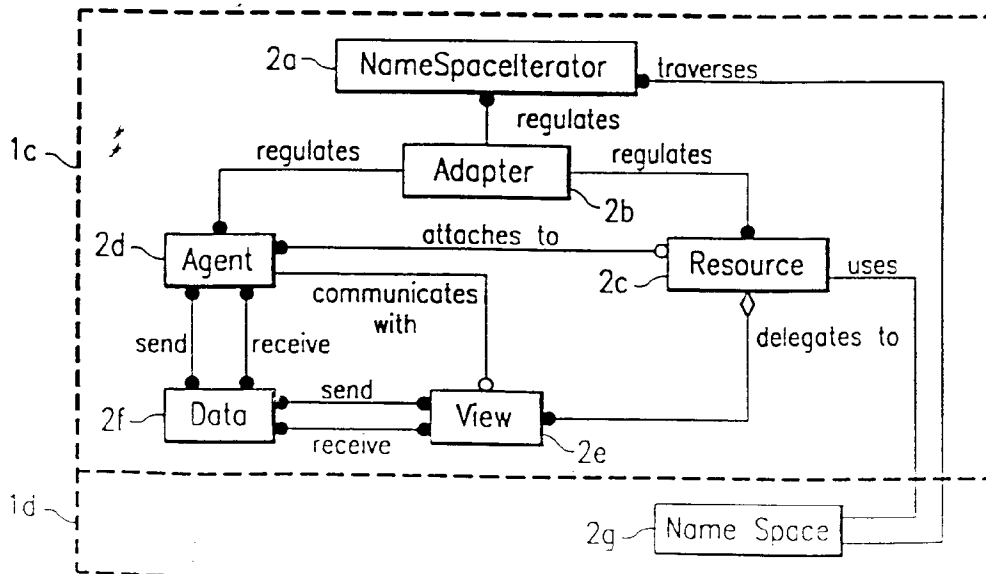 2a
NameSpaceIterator
traverses
regulates
1c
regulates
Adapter
regulates
2b
2d
Agent
attaches to
2c
Resource
uses
communicates
with
send
receive
delegates to
2f
Data
send
receive
View
2e
1d
2g
Name Space